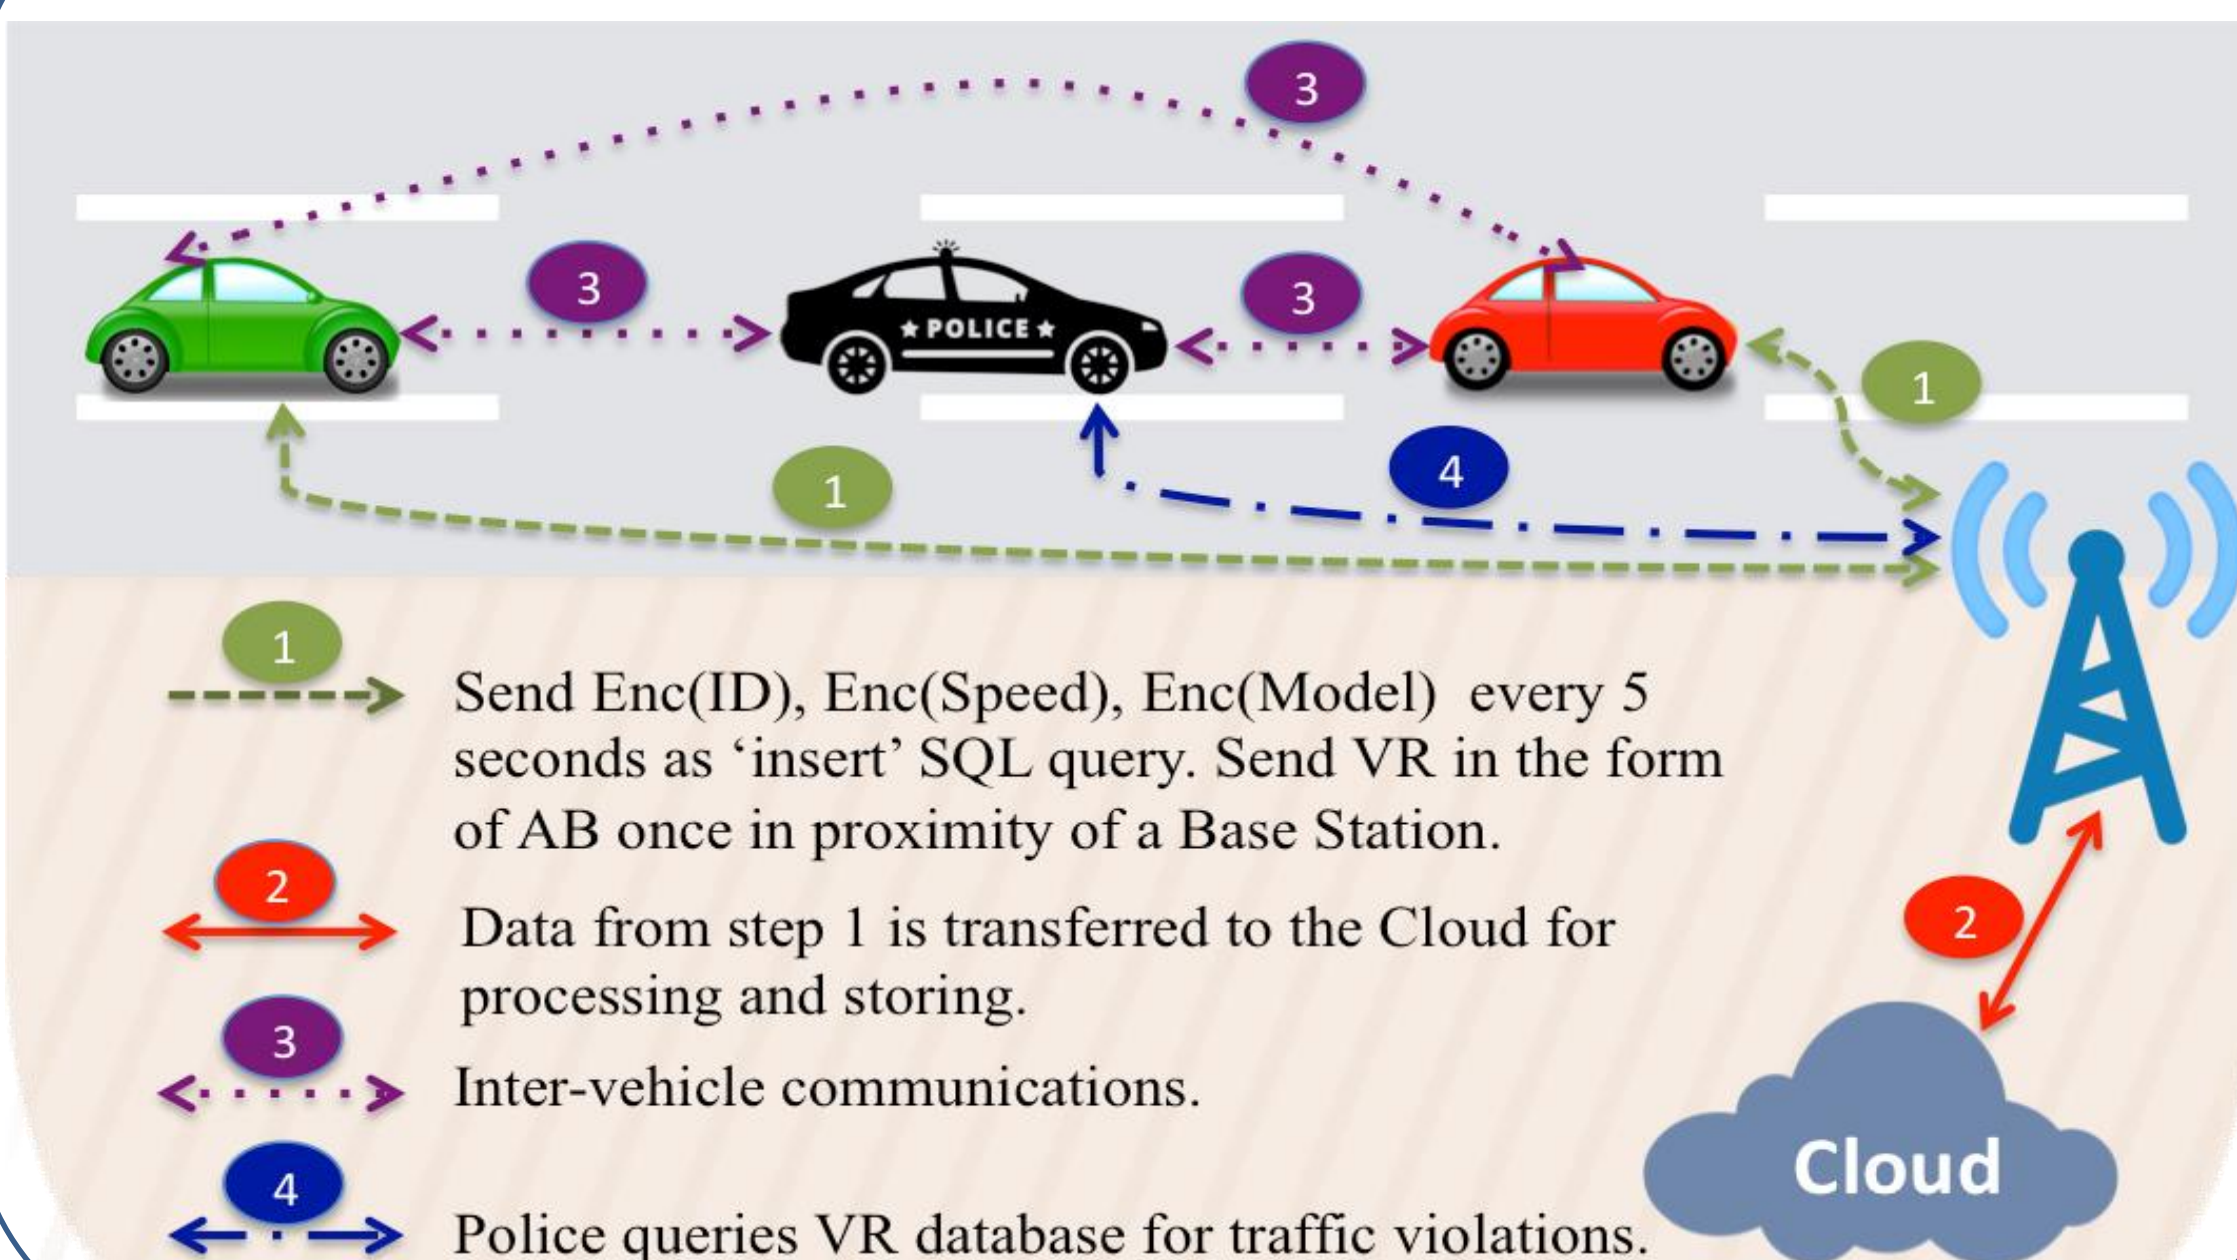 3
3
3
★ POLICE ★
1
4
1
1
Send Enc(ID), Enc(Speed), Enc(Model) every 5
seconds as ‘insert’ SQL query. Send VR in the form
of AB once in proximity of a Base Station.
2
Data from step 1 is transferred to the Cloud for
processing and storing.
2
3
Inter-vehicle communications.
Cloud
4
Police queries VR database for traffic violations.